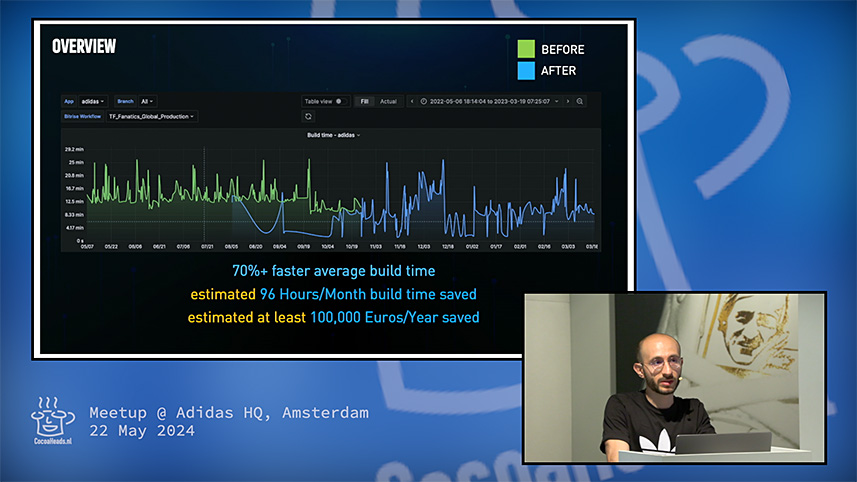 OVERVIEW
BEFORE
AFTER
App adidas Branch All
Table view Fill Actual 2022-05-06 18:14:04 to 2023-03-19 07:25:07
Bitrise Workflow TF_Fanatics_Global_Production
Build time - adidas
29.2 min
25 min
20.8 min
16.7 min
12.5 min
8.33 min
4.17 min
0 s
05/07 05/22 06/06 06/22 07/06 07/21 08/05 08/20 09/04 09/19 10/04 11/03 11/18 12/03 12/18 01/02 01/17 02/01 02/16 03/03 03/18
70%+ faster average build time
estimated 96 Hours/Month build time saved
estimated at least 100,000 Euros/Year saved
CocoaHeads.nl
Meetup @ Adidas HQ, Amsterdam
22 May 2024